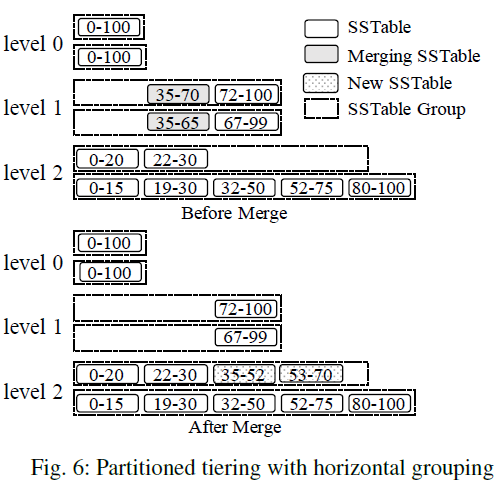 level 0
0-100
0-100
level 1
35-70 72-100
35-65 67-99
level 2
0-20 22-30
0-15 19-30 32-50 52-75 80-100
Before Merge
level 0
0-100
0-100
level 1
72-100
67-99
level 2
0-20 22-30 35-52 53-70
0-15 19-30 32-50 52-75 80-100
After Merge
SSTable
Merging SSTable
New SSTable
SSTable Group
Fig. 6: Partitioned tiering with horizontal grouping